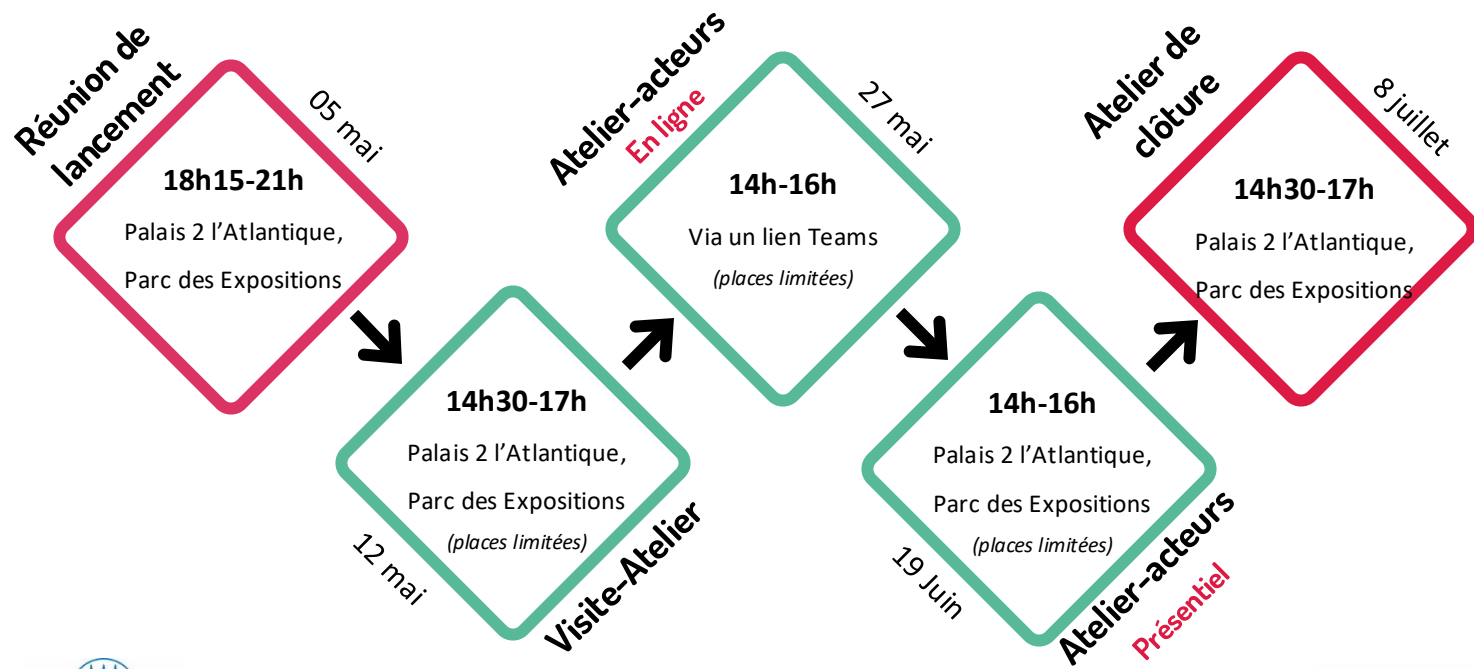 Réunion de
lancement
05 mai
18h15-21h
Palais 2 l’Atlantique,
Parc des Expositions
14h30-17h
Palais 2 l’Atlantique,
Parc des Expositions
(places limitées)
12 mai
Visite-Atelier
Atelier-acteurs
En ligne
27 mai
14h-16h
Via un lien Teams
(places limitées)
14h-16h
Palais 2 l’Atlantique,
Parc des Expositions
(places limitées)
19 Juin
Atelier-acteurs
Présentiel
Atelier de
clôture
8 juillet
14h30-17h
Palais 2 l’Atlantique,
Parc des Expositions